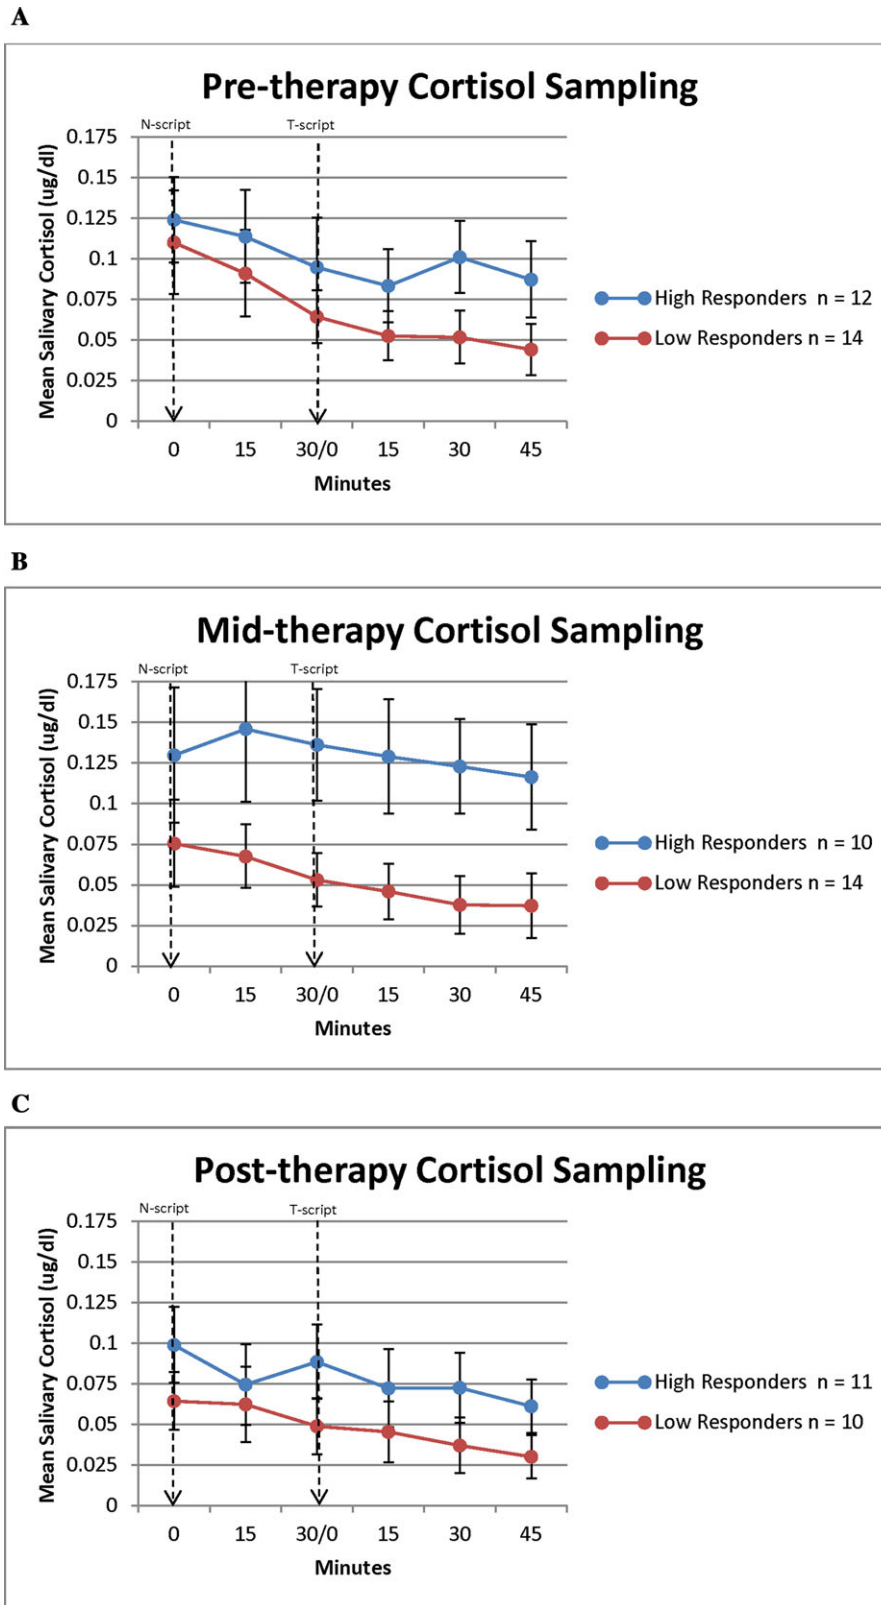 A
Pre-therapy Cortisol Sampling
N-script T-script
Mean Salivary Cortisol (ug/dl)
0.175
0.15
0.125
0.1
0.075
0.05
0.025
0
0 15 30/0 15 30 45
Minutes
High Responders n = 12
Low Responders n = 14
B
Mid-therapy Cortisol Sampling
N-script T-script
Mean Salivary Cortisol (ug/dl)
0.175
0.15
0.125
0.1
0.075
0.05
0.025
0
0 15 30/0 15 30 45
Minutes
High Responders n = 10
Low Responders n = 14
C
Post-therapy Cortisol Sampling
N-script T-script
Mean Salivary Cortisol (ug/dl)
0.175
0.15
0.125
0.1
0.075
0.05
0.025
0
0 15 30/0 15 30 45
Minutes
High Responders n = 11
Low Responders n = 10